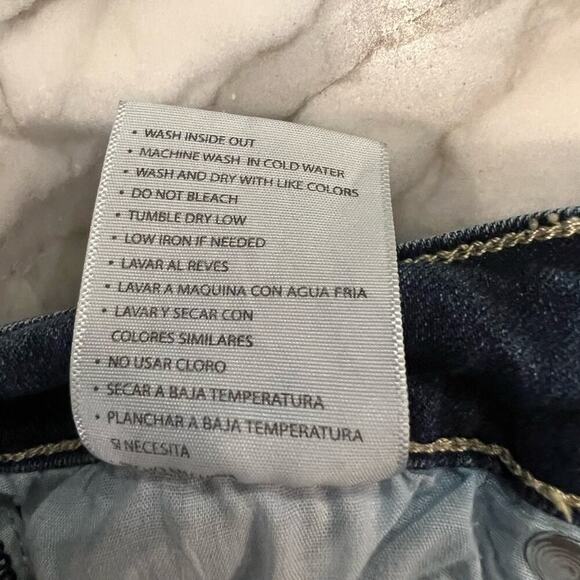 • WASH INSIDE OUT
• MACHINE WASH IN COLD WATER
• WASH AND DRY WITH LIKE COLORS
• DO NOT BLEACH
• TUMBLE DRY LOW
• LOW IRON IF NEEDED
• LAVAR AL REVES
• LAVAR A MAQUINA CON AGUA FRIA
• LAVAR Y SECAR CON
COLORES SIMILARES
• NO USAR CLORO
• SECAR A BAJA TEMPERATURA
• PLANCHAR A BAJA TEMPERATURA
SI NECESITA